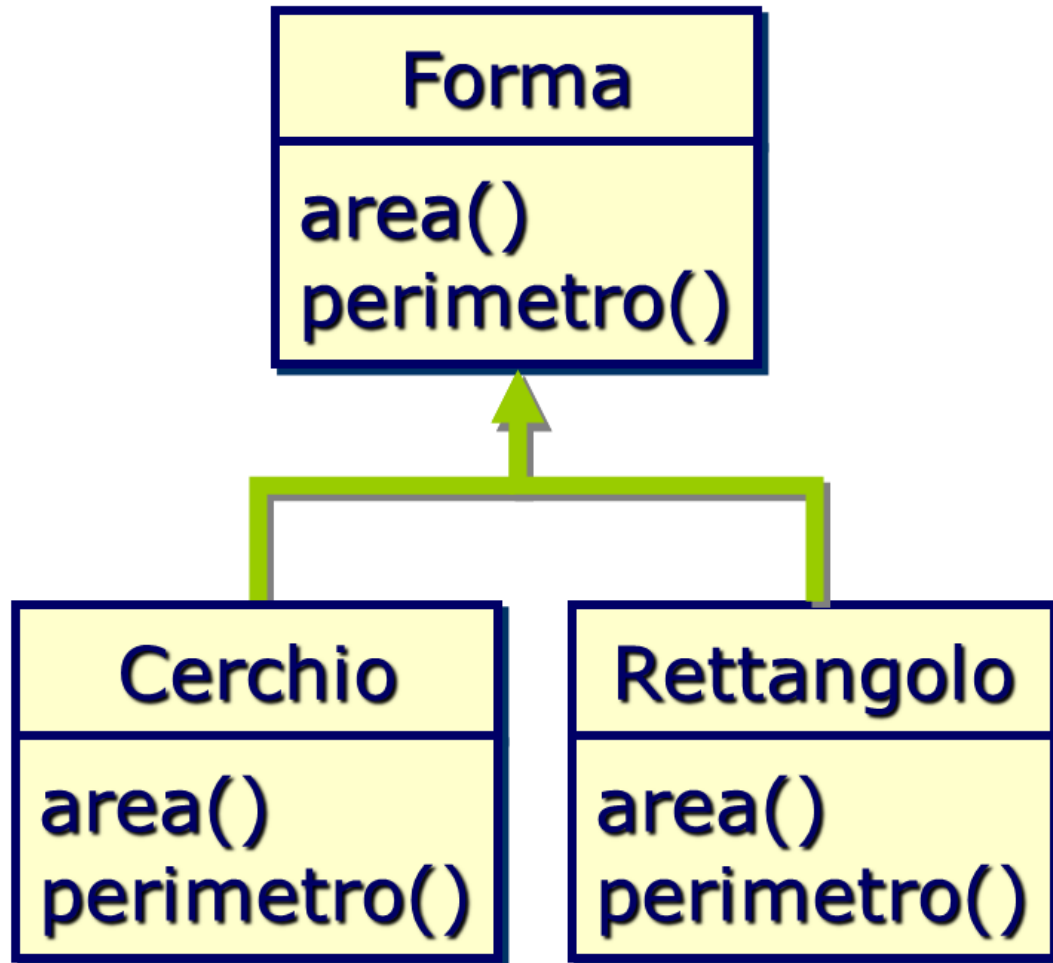 Forma
area()
perimetro()
Cerchio
area()
perimetro()
Rettangolo
area()
perimetro()